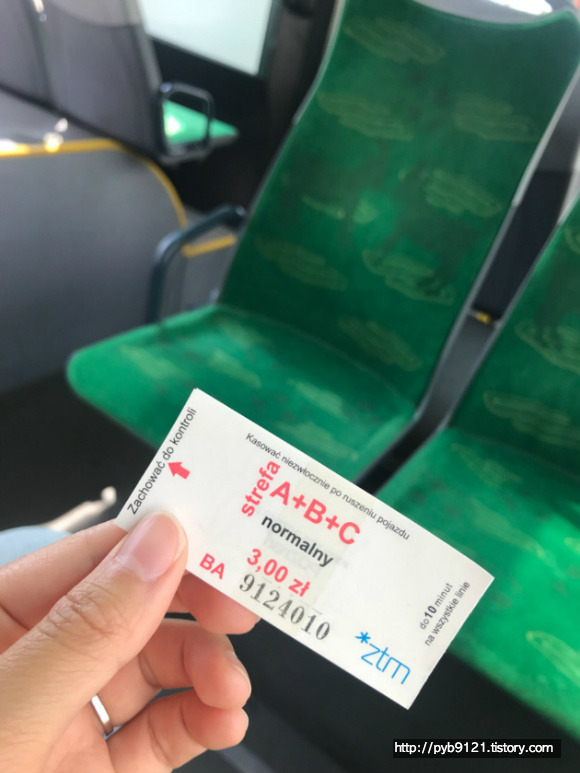 Zachować do kontroli
Kasować niezwłocznie po ruszeniu pojazdu
strefa
A+B+C
normalny
3,00 zł
BA
9124010
*ztm
do 10 minut
na wszystkie linie
http://pyb9121.tistory.com